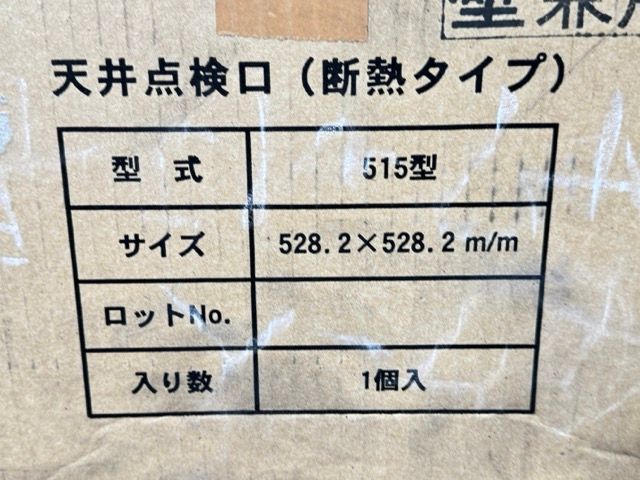 天井点検口（断熱タイプ）
型 式 515型
サイズ 528.2×528.2 m/m
ロットNo.
入り数 1個入